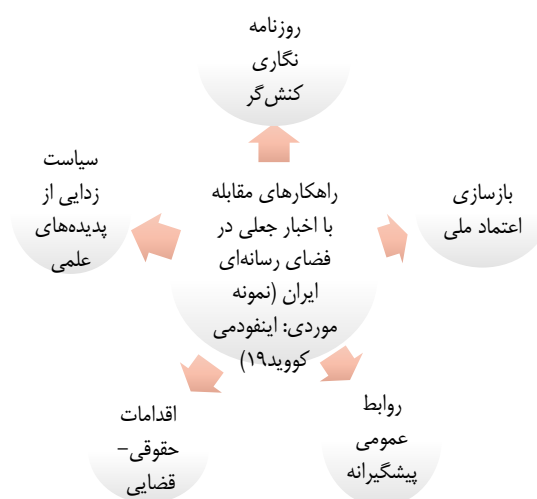 روزنامه
نگاری
کنش‌گر
بازسازی
اعتماد ملی
روابط
عمومی
پیشگیرانه
اقدامات
حقوقی-
قضایی
سیاست
زدایی از
پدیده‌های
علمی
راهکارهای مقابله
با اخبار جعلی در
فضای رسانه‌ای
ایران (نمونه
موردی: اینفودمی
کووید۱۹)